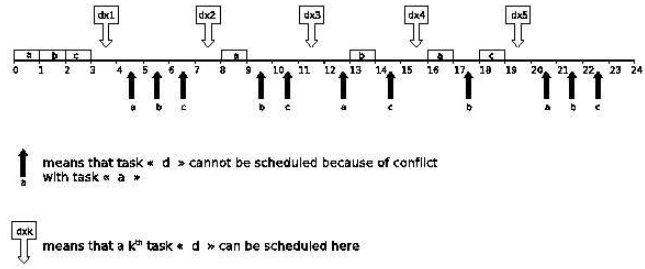 dx1 dx2 dx3 dx4 dx5
a b c a b a c
0 1 2 3 4 5 6 7 8 9 10 11 12 13 14 15 16 17 18 19 20 21 22 23 24
a b c b c a c b a b c
means that task « d » cannot be scheduled because of conflict
with task « a »
a
dxk
means that a kth task « d » can be scheduled here